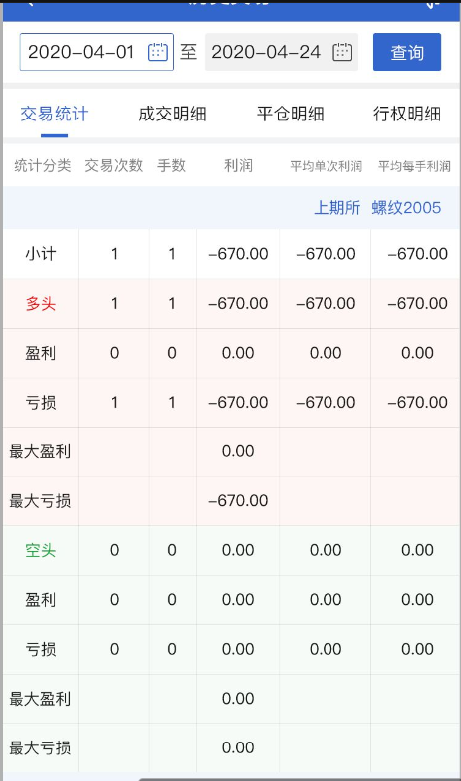 2020-04-01 至 2020-04-24 查询
交易统计 成交明细 平仓明细 行权明细
统计分类 交易次数 手数 利润 平均单次利润 平均每手利润
上期所 螺纹2005
小计 1 1 -670.00 -670.00 -670.00
多头 1 1 -670.00 -670.00 -670.00
盈利 0 0 0.00 0.00 0.00
亏损 1 1 -670.00 -670.00 -670.00
最大盈利 0.00
最大亏损 -670.00
空头 0 0 0.00 0.00 0.00
盈利 0 0 0.00 0.00 0.00
亏损 0 0 0.00 0.00 0.00
最大盈利 0.00
最大亏损 0.00